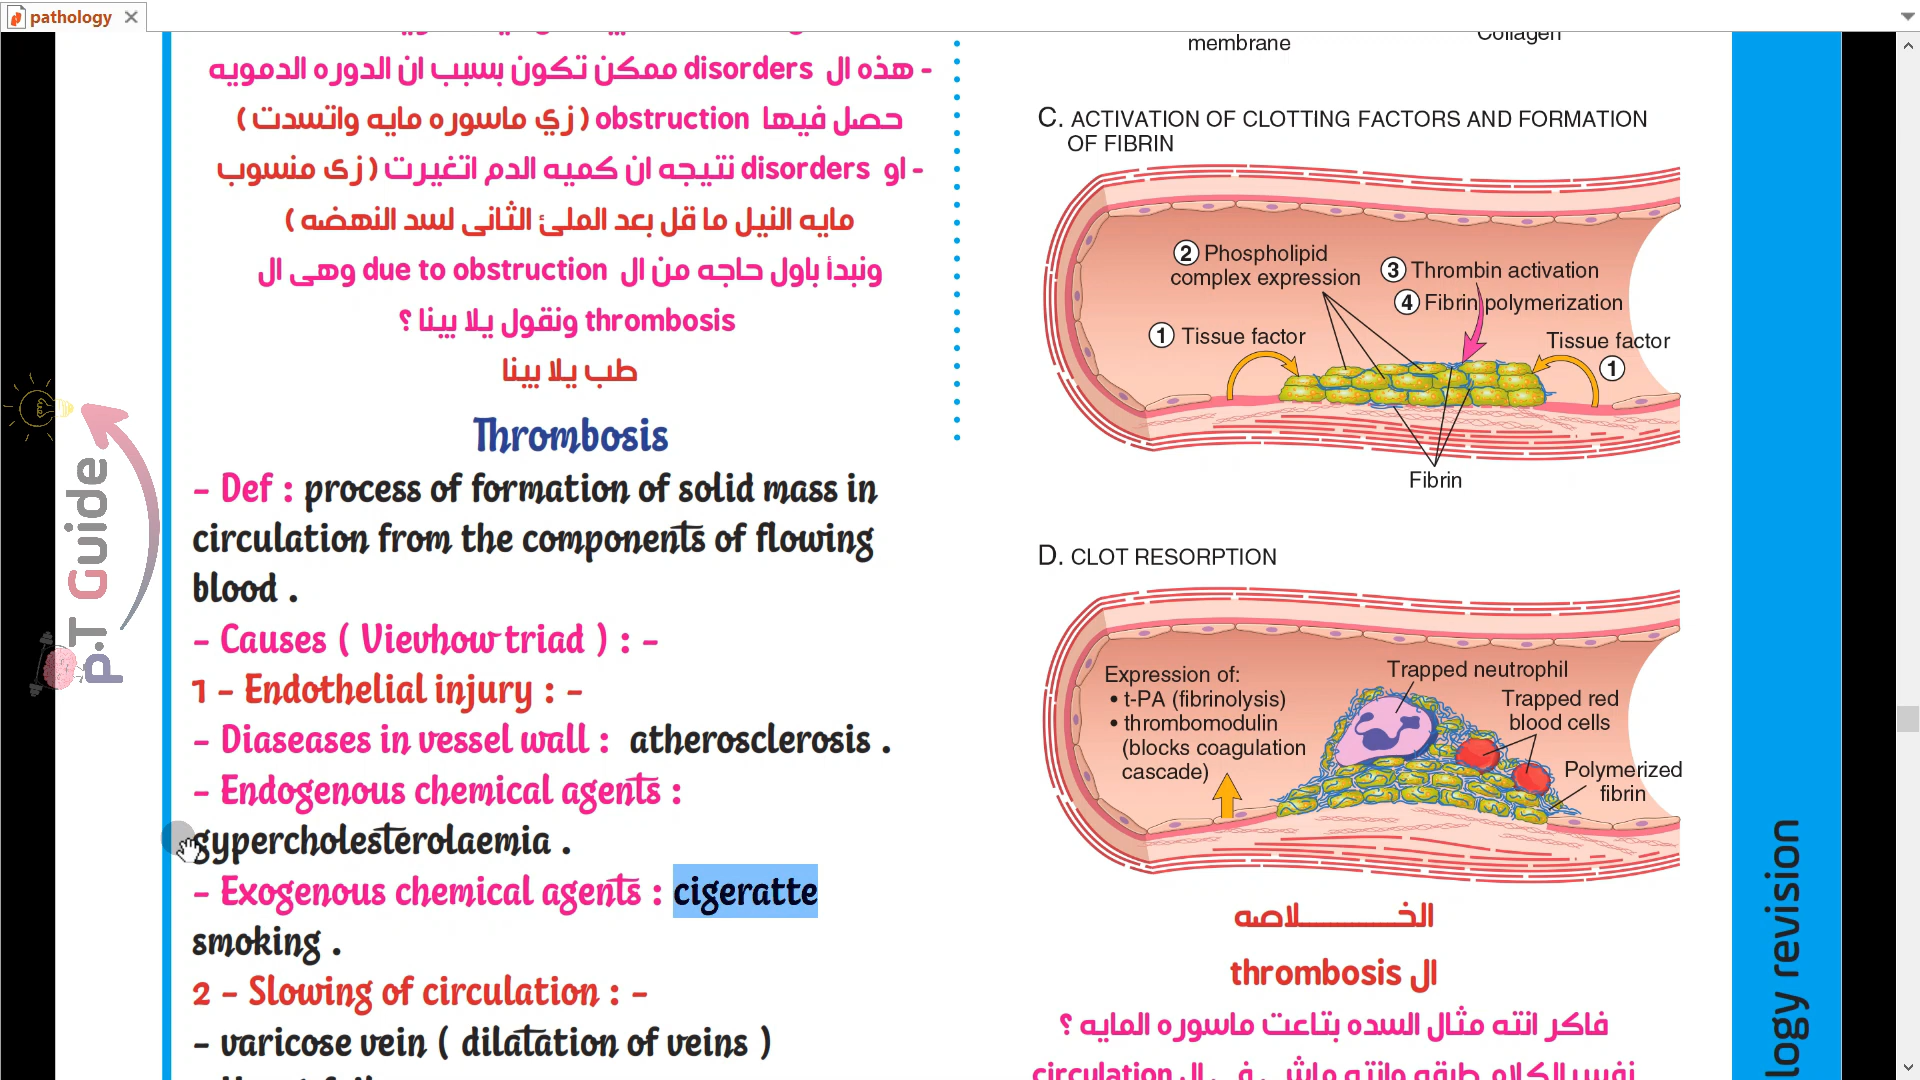 pathology
- هذه ال disorders ممكن تكون بسبب ان الدوره الدمويه
حصل فيها obstruction ( زي ماسوره مايه واتسدت )
- او disorders نتيجه ان كميه الدم اتغيرت ( زى منسوب
مايه النيل ما قل بعد الملئ الثانى لسد النهضه )
ونبدأ باول حاجه من ال due to obstruction وهى ال
thrombosis ونقول يلا بينا ؟
طب يلا بينا
Thrombosis
- Def : process of formation of solid mass in
circulation from the components of flowing
blood .
- Causes ( Vievhow triad ) : -
1 - Endothelial injury : -
- Diaseases in vessel wall : atherosclerosis .
- Endogenous chemical agents :
gypercholesterolaemia .
- Exogenous chemical agents : cigeratte
smoking .
2 - Slowing of circulation : -
- varicose vein ( dilatation of veins )
membrane
Collagen
C. ACTIVATION OF CLOTTING FACTORS AND FORMATION
OF FIBRIN
2 Phospholipid
complex expression
3 Thrombin activation
4 Fibrin polymerization
1 Tissue factor
Tissue factor
1
Fibrin
D. CLOT RESORPTION
Expression of:
• t-PA (fibrinolysis)
• thrombomodulin
(blocks coagulation
cascade)
Trapped neutrophil
Trapped red
blood cells
Polymerized
fibrin
الخـــــــلاصه
ال thrombosis
فاكر انته مثال السده بتاعت ماسوره المايه ؟
P.T Guide
logy revision